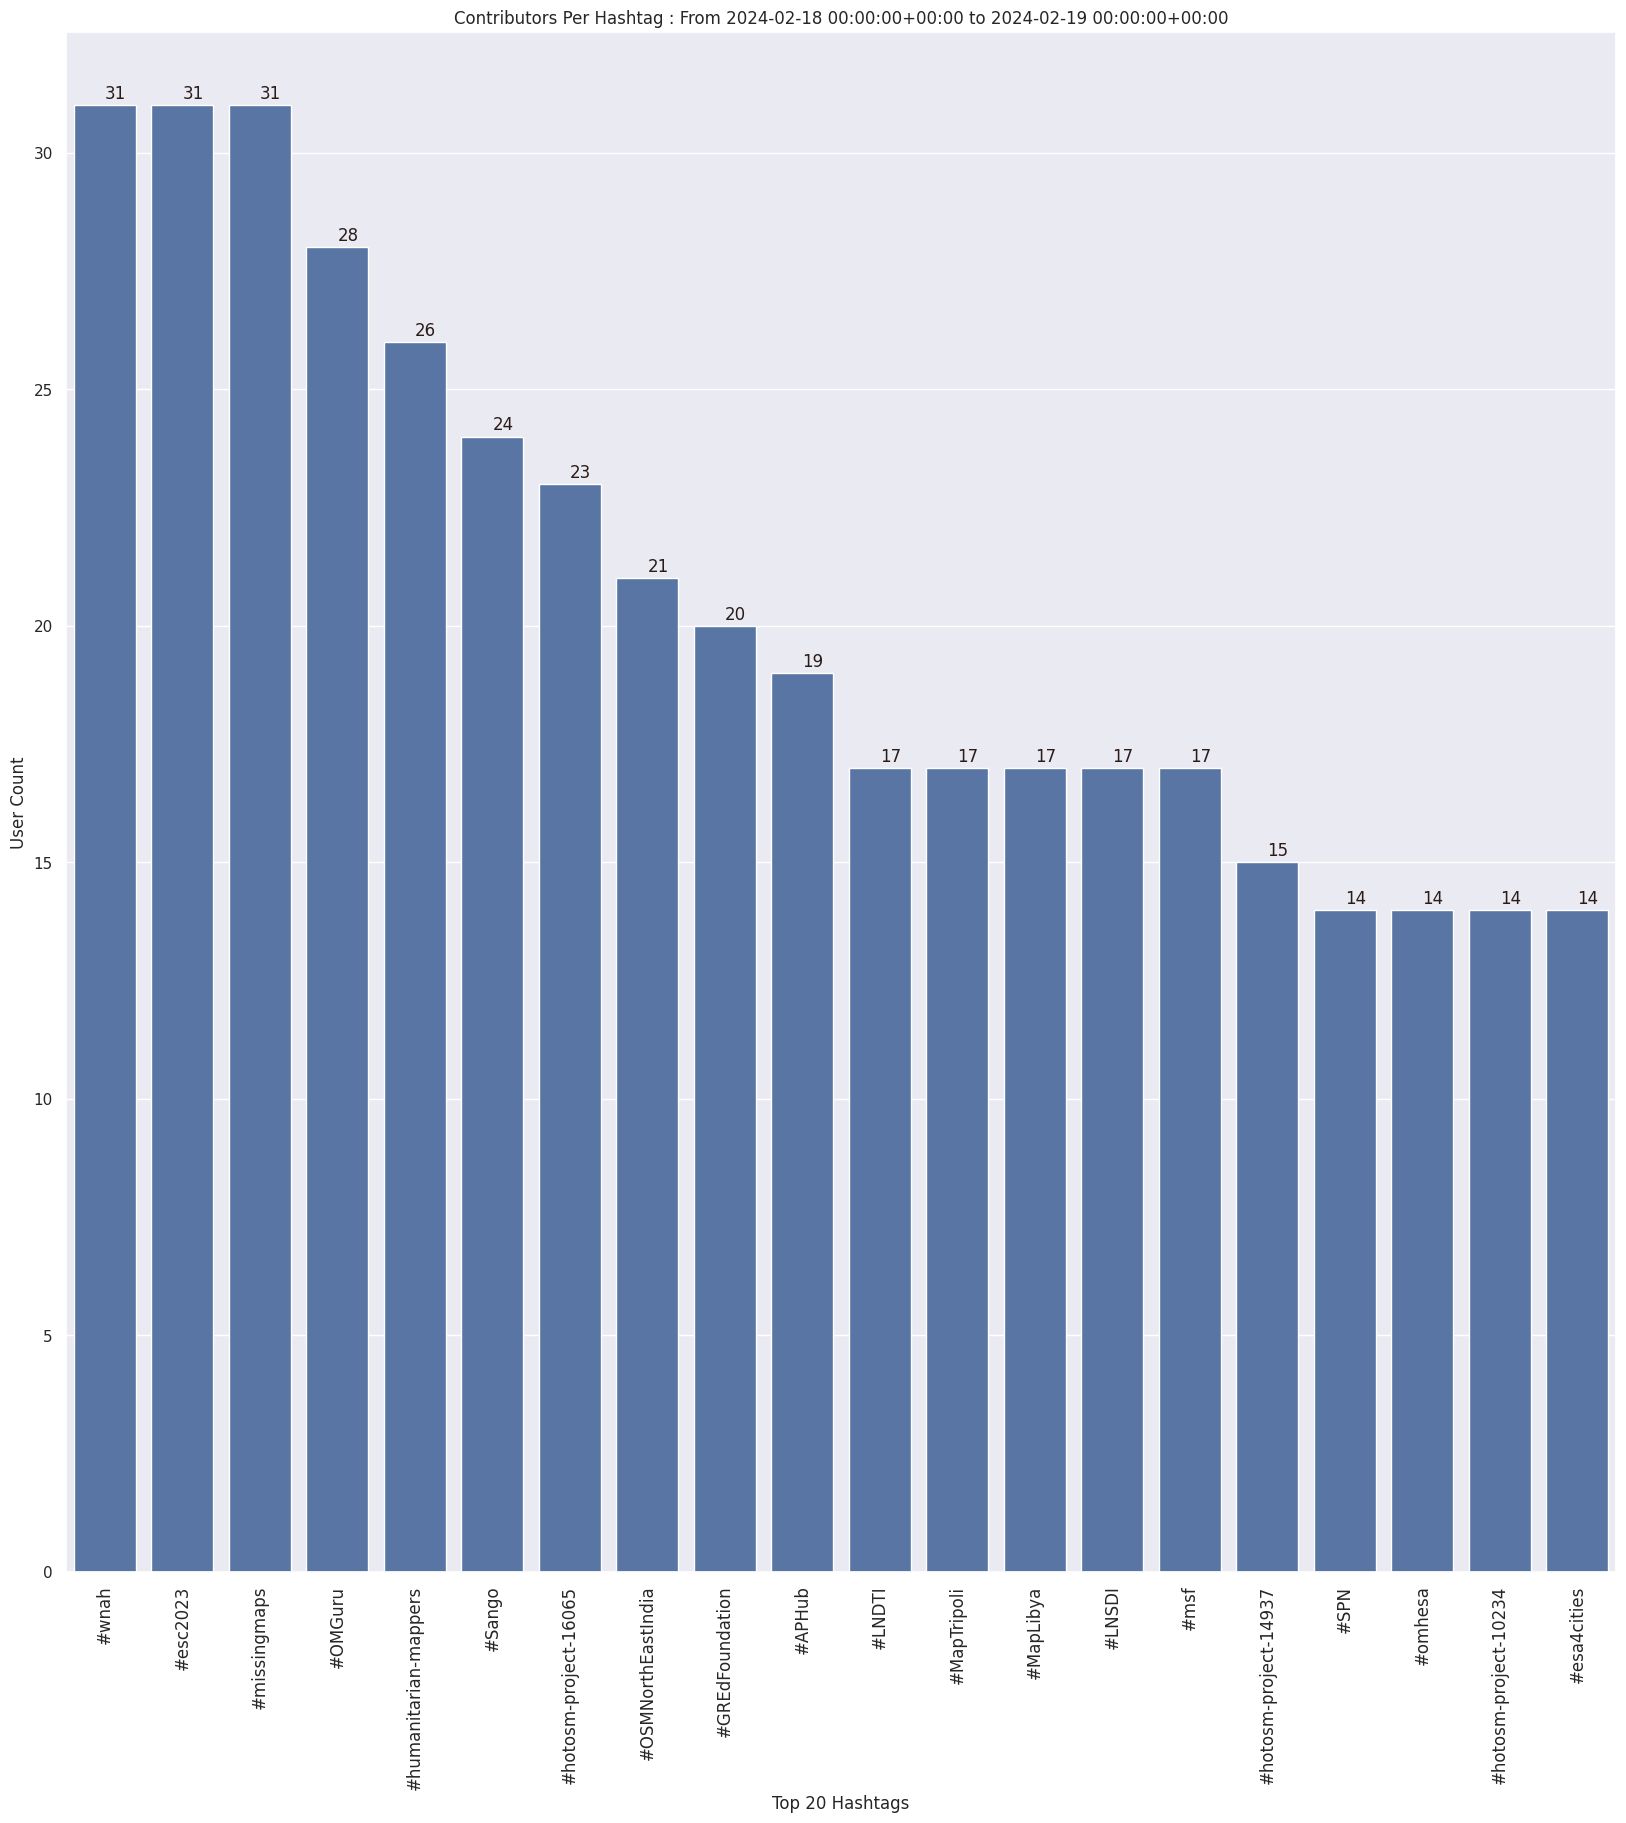 Contributors Per Hashtag : From 2024-02-18 00:00:00+00:00 to 2024-02-19 00:00:00+00:00
31
31
31
28
26
24
23
21
20
19
17
17
17
17
17
15
14
14
14
14
30
25
20
15
10
5
0
User Count
#wnah
#esc2023
#missingmaps
#OMGuru
#humanitarian-mappers
#Sango
#hotosm-project-16065
#OSMNorthEastIndia
#GREdFoundation
#APHub
#LNDTI
#MapTripoli
#MapLibya
#LNSDI
#msf
#hotosm-project-14937
#SPN
#omhesa
#hotosm-project-10234
#esa4cities
Top 20 Hashtags